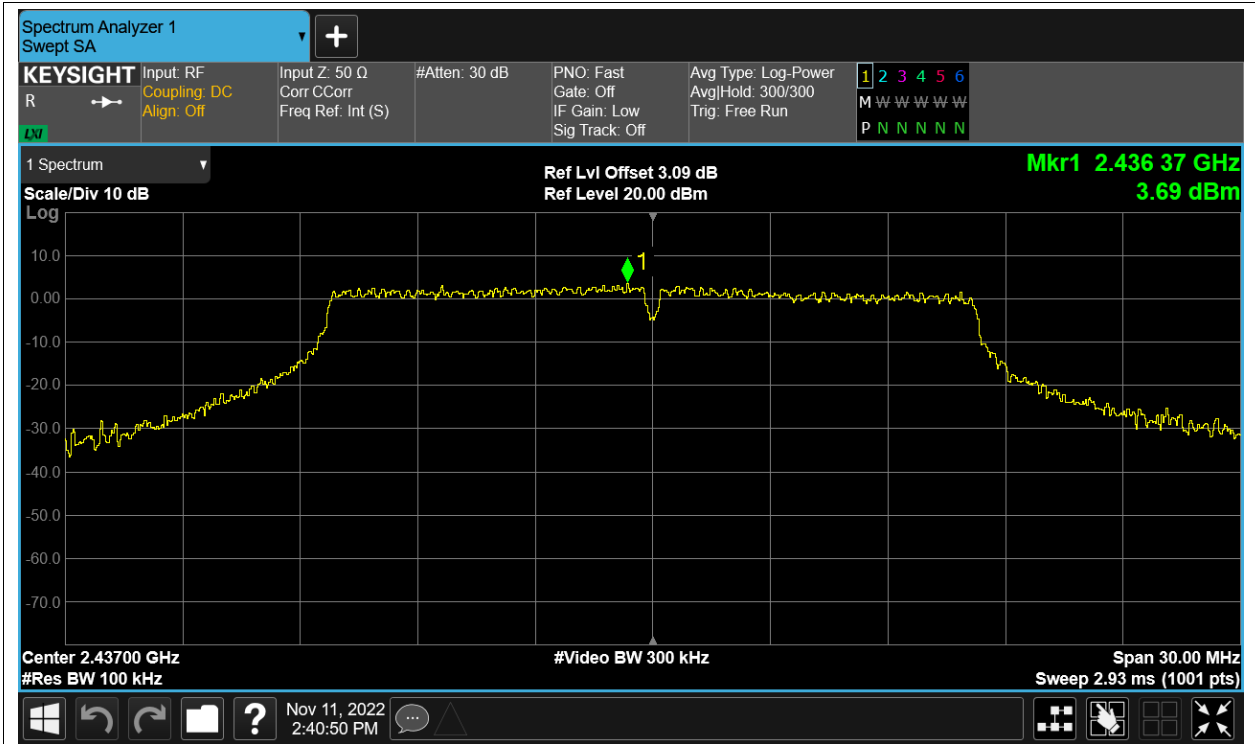 Spectrum Analyzer 1
Swept SA
▼
+
KEYSIGHT
R
LXI
Input: RF
Coupling: DC
Align: Off
Input Z: 50 Ω
Corr CCorr
Freq Ref: Int (S)
#Atten: 30 dB
PNO: Fast
Gate: Off
IF Gain: Low
Sig Track: Off
Avg Type: Log-Power
Avg|Hold: 300/300
Trig: Free Run
1 2 3 4 5 6
M W W W W W W
P N N N N N N
1 Spectrum ▼
Scale/Div 10 dB
Log
Ref Lvl Offset 3.09 dB
Ref Level 20.00 dBm
Mkr1 2.436 37 GHz
3.69 dBm
1
10.0
0.00
-10.0
-20.0
-30.0
-40.0
-50.0
-60.0
-70.0
Center 2.43700 GHz
#Res BW 100 kHz
#Video BW 300 kHz
Span 30.00 MHz
Sweep 2.93 ms (1001 pts)
?
Nov 11, 2022
2:40:50 PM